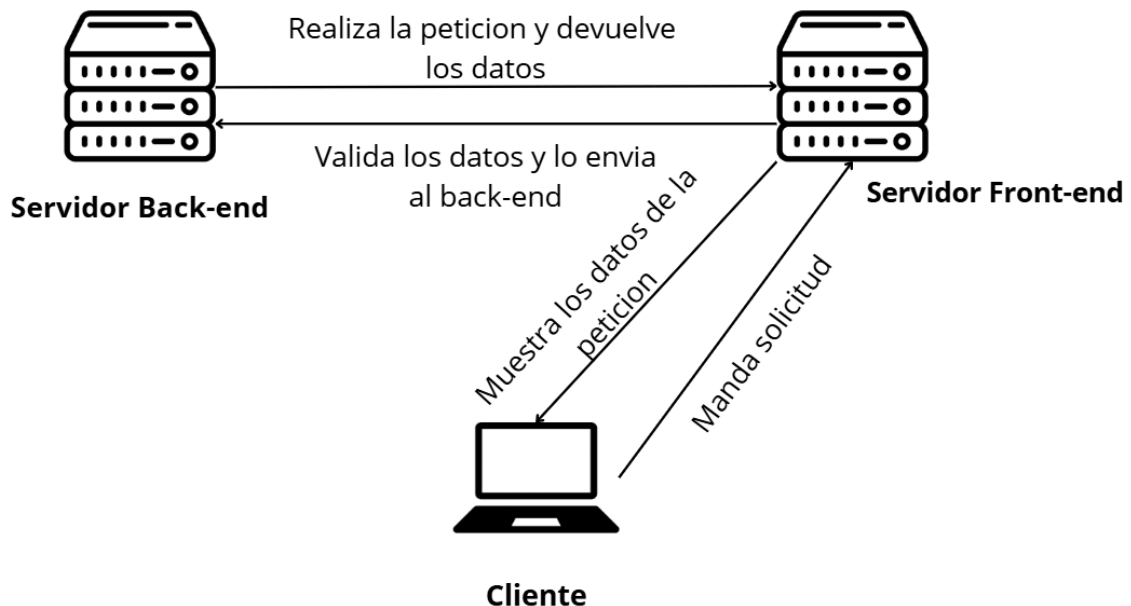 Realiza la peticion y devuelve
los datos
Valida los datos y lo envia
al back-end
Servidor Back-end
Servidor Front-end
Muestra los datos de la
peticion
Manda solicitud
Cliente